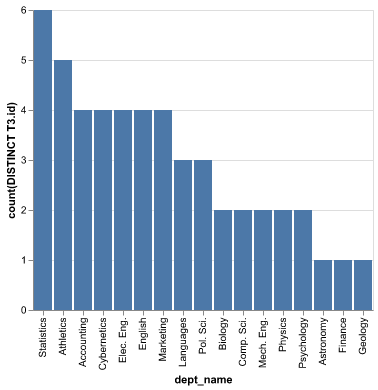 count(DISTINCT T3.id)
6
5
4
3
2
1
0
Statistics
Athletics
Accounting
Cybernetics
Elec. Eng.
English
Marketing
Languages
Pol. Sci.
Biology
Comp. Sci.
Mech. Eng.
Physics
Psychology
Astronomy
Finance
Geology
dept_name